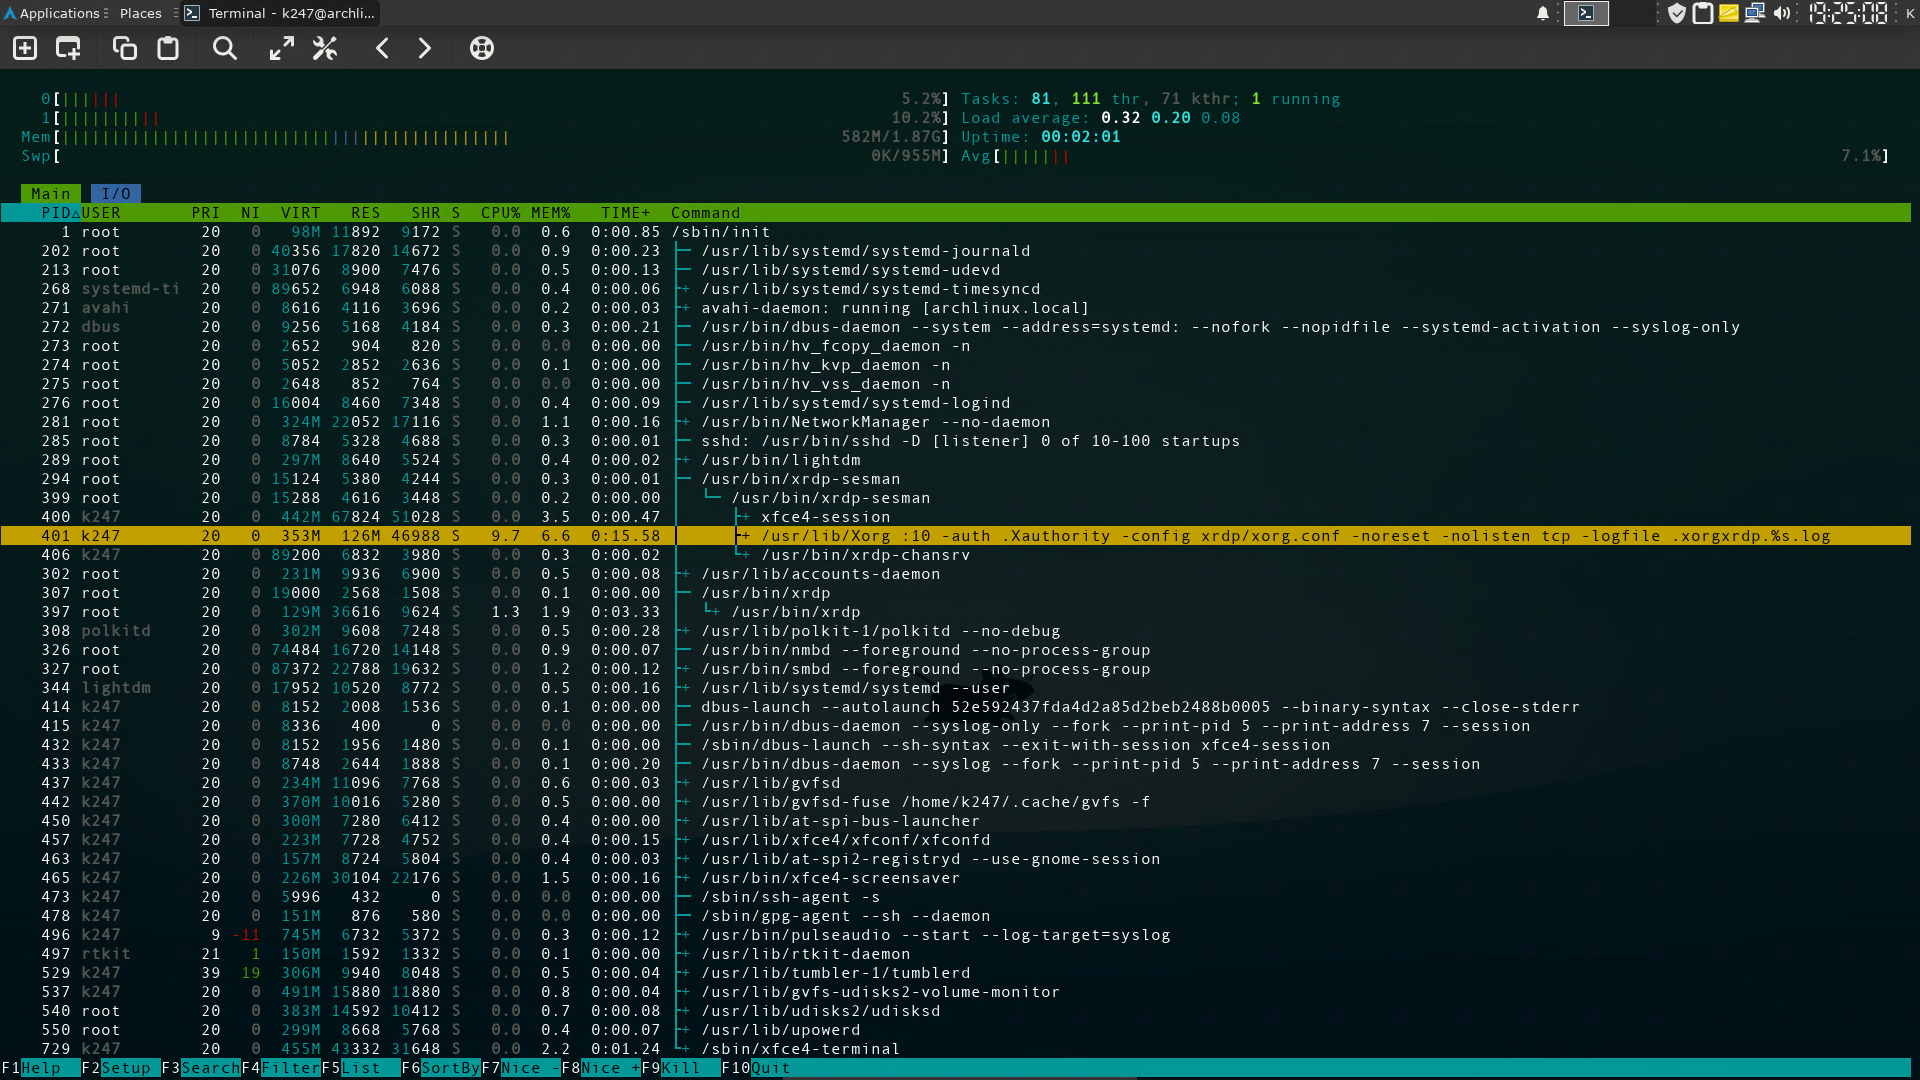 Applications Places Terminal - k247@archli... 19:25:08 K
0[|||||| 5.2%] Tasks: 81, 111 thr, 71 kthr; 1 running
1[|||||||||| 10.2%] Load average: 0.32 0.20 0.08
Mem[||||||||||||||||||||||||||||||||||||||||||||| 582M/1.87G] Uptime: 00:02:01
Swp[ 0K/955M] Avg[||||||| 7.1%]
Main I/O
PID△USER PRI NI VIRT RES SHR S CPU% MEM% TIME+ Command
1 root 20 0 98M 11892 9172 S 0.0 0.6 0:00.85 /sbin/init
202 root 20 0 40356 17820 14672 S 0.0 0.9 0:00.23 ├─ /usr/lib/systemd/systemd-journald
213 root 20 0 31076 8900 7476 S 0.0 0.5 0:00.13 ├─ /usr/lib/systemd/systemd-udevd
268 systemd-ti 20 0 89652 6948 6088 S 0.0 0.4 0:00.06 ├+ /usr/lib/systemd/systemd-timesyncd
271 avahi 20 0 8616 4116 3696 S 0.0 0.2 0:00.03 ├+ avahi-daemon: running [archlinux.local]
272 dbus 20 0 9256 5168 4184 S 0.0 0.3 0:00.21 ├─ /usr/bin/dbus-daemon --system --address=systemd: --nofork --nopidfile --systemd-activation --syslog-only
273 root 20 0 2652 904 820 S 0.0 0.0 0:00.00 ├─ /usr/bin/hv_fcopy_daemon -n
274 root 20 0 5052 2852 2636 S 0.0 0.1 0:00.00 ├─ /usr/bin/hv_kvp_daemon -n
275 root 20 0 2648 852 764 S 0.0 0.0 0:00.00 ├─ /usr/bin/hv_vss_daemon -n
276 root 20 0 16004 8460 7348 S 0.0 0.4 0:00.09 ├─ /usr/lib/systemd/systemd-logind
281 root 20 0 324M 22052 17116 S 0.0 1.1 0:00.16 ├+ /usr/bin/NetworkManager --no-daemon
285 root 20 0 8784 5328 4688 S 0.0 0.3 0:00.01 ├─ sshd: /usr/bin/sshd -D [listener] 0 of 10-100 startups
289 root 20 0 297M 8640 5524 S 0.0 0.4 0:00.02 ├+ /usr/bin/lightdm
294 root 20 0 15124 5380 4244 S 0.0 0.3 0:00.01 ├─ /usr/bin/xrdp-sesman
399 root 20 0 15288 4616 3448 S 0.0 0.2 0:00.00 │ └─ /usr/bin/xrdp-sesman
400 k247 20 0 442M 67824 51028 S 0.0 3.5 0:00.47 │ ├+ xfce4-session
401 k247 20 0 353M 126M 46988 S 9.7 6.6 0:15.58 │ ├+ /usr/lib/Xorg :10 -auth .Xauthority -config xrdp/xorg.conf -noreset -nolisten tcp -logfile .xorgxrdp.%s.log
406 k247 20 0 89200 6832 3980 S 0.0 0.3 0:00.02 │ └+ /usr/bin/xrdp-chansrv
302 root 20 0 231M 9936 6900 S 0.0 0.5 0:00.08 ├+ /usr/lib/accounts-daemon
307 root 20 0 19000 2568 1508 S 0.0 0.1 0:00.00 ├─ /usr/bin/xrdp
397 root 20 0 129M 36616 9624 S 1.3 1.9 0:03.33 │ └+ /usr/bin/xrdp
308 polkitd 20 0 302M 9608 7248 S 0.0 0.5 0:00.28 ├+ /usr/lib/polkit-1/polkitd --no-debug
326 root 20 0 74484 16720 14148 S 0.0 0.9 0:00.07 ├─ /usr/bin/nmbd --foreground --no-process-group
327 root 20 0 87372 22788 19632 S 0.0 1.2 0:00.12 ├+ /usr/bin/smbd --foreground --no-process-group
344 lightdm 20 0 17952 10520 8772 S 0.0 0.5 0:00.16 ├+ /usr/lib/systemd/systemd --user
414 k247 20 0 8152 2008 1536 S 0.0 0.1 0:00.00 ├─ dbus-launch --autolaunch 52e592437fda4d2a85d2beb2488b0005 --binary-syntax --close-stderr
415 k247 20 0 8336 400 0 S 0.0 0.0 0:00.00 ├─ /usr/bin/dbus-daemon --syslog-only --fork --print-pid 5 --print-address 7 --session
432 k247 20 0 8152 1956 1480 S 0.0 0.1 0:00.00 ├─ /sbin/dbus-launch --sh-syntax --exit-with-session xfce4-session
433 k247 20 0 8748 2644 1888 S 0.0 0.1 0:00.20 ├─ /usr/bin/dbus-daemon --syslog --fork --print-pid 5 --print-address 7 --session
437 k247 20 0 234M 11096 7768 S 0.0 0.6 0:00.03 ├+ /usr/lib/gvfsd
442 k247 20 0 370M 10016 5280 S 0.0 0.5 0:00.00 ├+ /usr/lib/gvfsd-fuse /home/k247/.cache/gvfs -f
450 k247 20 0 300M 7280 6412 S 0.0 0.4 0:00.00 ├+ /usr/lib/at-spi-bus-launcher
457 k247 20 0 223M 7728 4752 S 0.0 0.4 0:00.15 ├+ /usr/lib/xfce4/xfconf/xfconfd
463 k247 20 0 157M 8724 5804 S 0.0 0.4 0:00.03 ├+ /usr/lib/at-spi2-registryd --use-gnome-session
465 k247 20 0 226M 30104 22176 S 0.0 1.5 0:00.16 ├+ /usr/bin/xfce4-screensaver
473 k247 20 0 5996 432 0 S 0.0 0.0 0:00.00 ├─ /sbin/ssh-agent -s
478 k247 20 0 151M 876 580 S 0.0 0.0 0:00.00 ├─ /sbin/gpg-agent --sh --daemon
496 k247 9 -11 745M 6732 5372 S 0.0 0.3 0:00.12 ├+ /usr/bin/pulseaudio --start --log-target=syslog
497 rtkit 21 1 150M 1592 1332 S 0.0 0.1 0:00.00 ├+ /usr/lib/rtkit-daemon
529 k247 39 19 306M 9940 8048 S 0.0 0.5 0:00.04 ├+ /usr/lib/tumbler-1/tumblerd
537 k247 20 0 491M 15880 11880 S 0.0 0.8 0:00.04 ├+ /usr/lib/gvfs-udisks2-volume-monitor
540 root 20 0 383M 14592 10412 S 0.0 0.7 0:00.08 ├+ /usr/lib/udisks2/udisksd
550 root 20 0 299M 8668 5768 S 0.0 0.4 0:00.07 ├+ /usr/lib/upowerd
729 k247 20 0 455M 43332 31648 S 0.0 2.2 0:01.24 └+ /sbin/xfce4-terminal
F1Help F2Setup F3SearchF4FilterF5List F6SortByF7Nice -F8Nice +F9Kill F10Quit